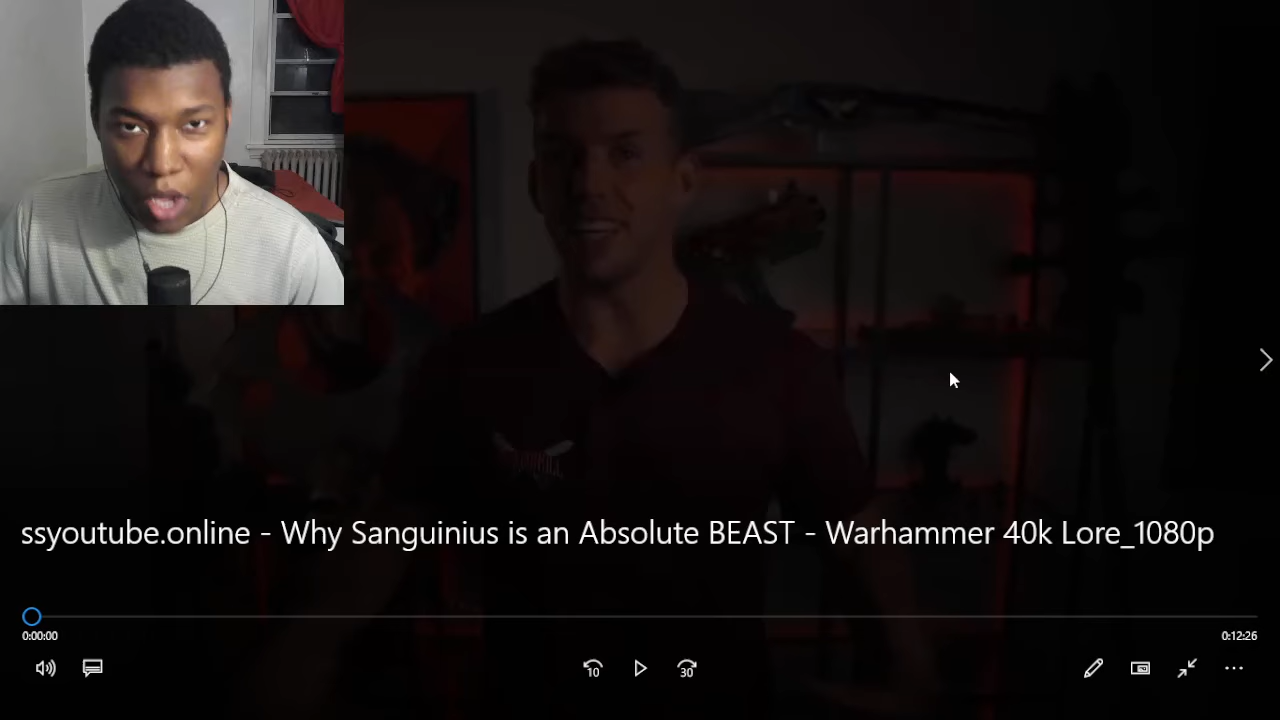 ssyoutube.online - Why Sanguinius is an Absolute BEAST - Warhammer 40k Lore_1080p
0:00:00
0:12:26
10
30